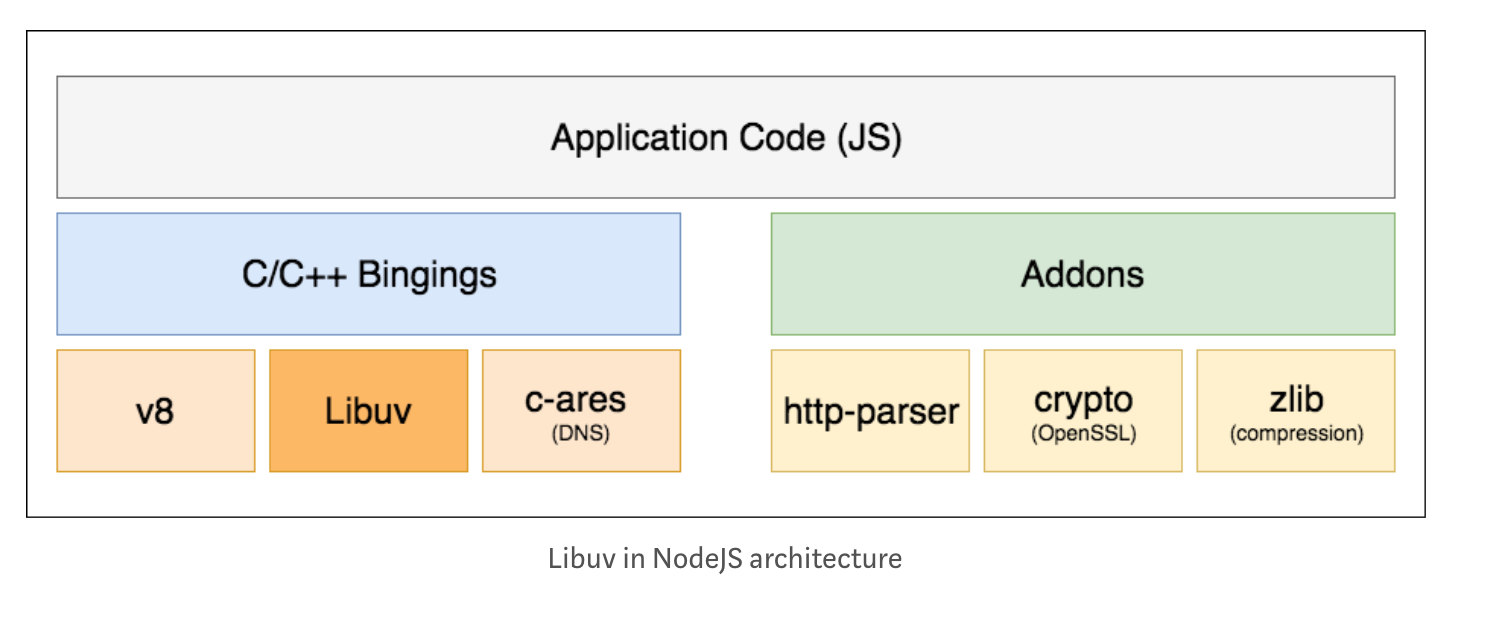 Application Code (JS)
C/C++ Bingings
Addons
v8
Libuv
c-ares
(DNS)
http-parser
crypto
(OpenSSL)
zlib
(compression)
Libuv in NodeJS architecture